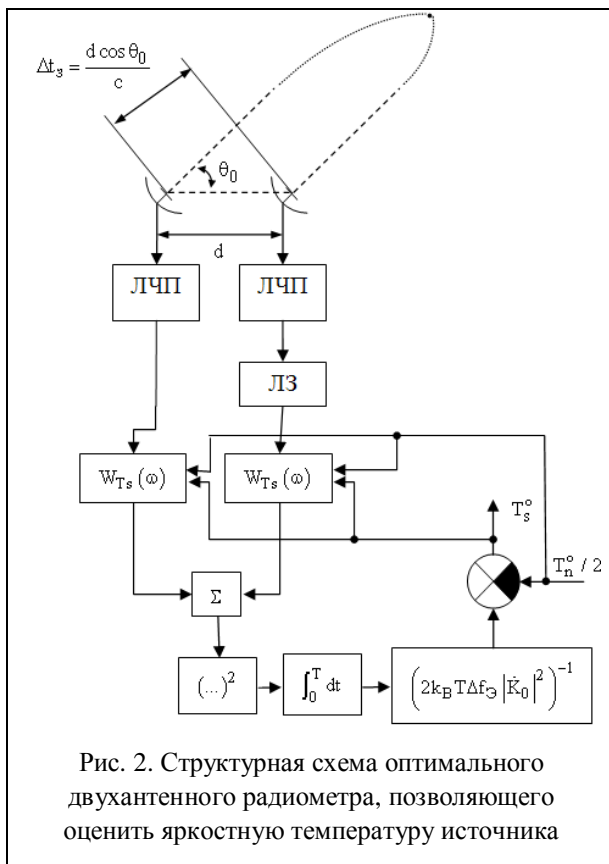 Δt_з = d cos θ_0 / c
θ_0
d
ЛЧП ЛЧП
ЛЗ
W_Ts (ω) W_Ts (ω)
T_s^o
T_n^o / 2
Σ
(...)^2 ∫_0^T dt (2k_B TΔf_Э |K̇_0|^2)^{-1}
Рис. 2. Структурная схема оптимального
двухантенного радиометра, позволяющего
оценить яркостную температуру источника